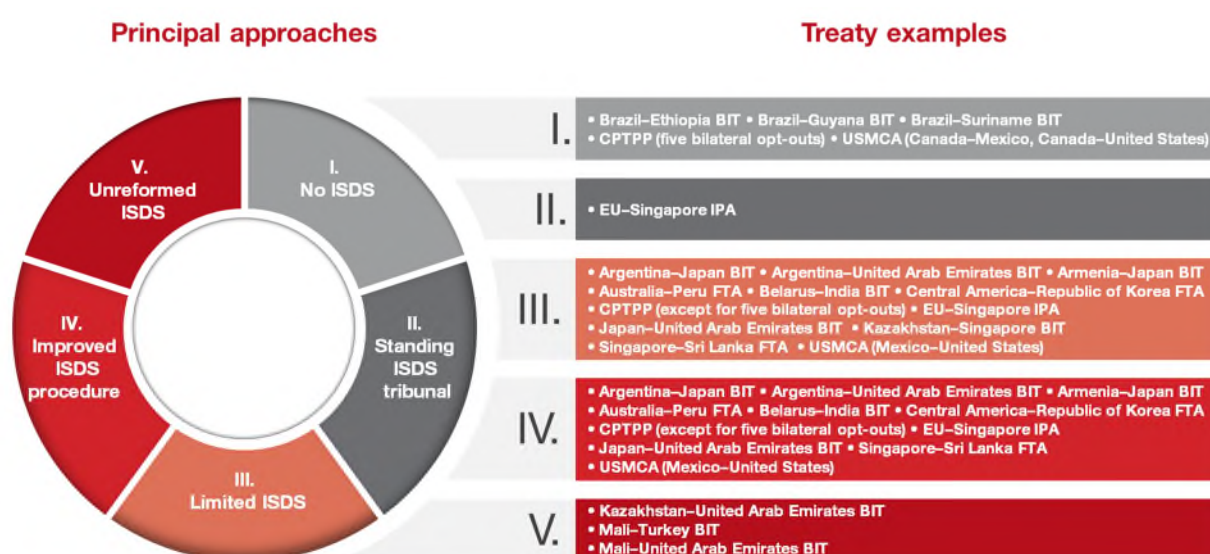 Principal approaches
Treaty examples
V.
Unreformed
ISDS
I.
No ISDS
IV.
Improved
ISDS
procedure
II.
Standing
ISDS
tribunal
III.
Limited ISDS
I.
• Brazil–Ethiopia BIT • Brazil–Guyana BIT • Brazil–Suriname BIT
• CPTPP (five bilateral opt-outs) • USMCA (Canada–Mexico, Canada–United States)
II.
• EU–Singapore IPA
III.
• Argentina–Japan BIT • Argentina–United Arab Emirates BIT • Armenia–Japan BIT
• Australia–Peru FTA • Belarus–India BIT • Central America–Republic of Korea FTA
• CPTPP (except for five bilateral opt-outs) • EU–Singapore IPA
• Japan–United Arab Emirates BIT • Kazakhstan–Singapore BIT
• Singapore–Sri Lanka FTA • USMCA (Mexico–United States)
IV.
• Argentina–Japan BIT • Argentina–United Arab Emirates BIT • Armenia–Japan BIT
• Australia–Peru FTA • Belarus–India BIT • Central America–Republic of Korea FTA
• CPTPP (except for five bilateral opt-outs) • EU–Singapore IPA
• Japan–United Arab Emirates BIT • Singapore–Sri Lanka FTA
• USMCA (Mexico–United States)
V.
• Kazakhstan–United Arab Emirates BIT
• Mali–Turkey BIT
• Mali–United Arab Emirates BIT